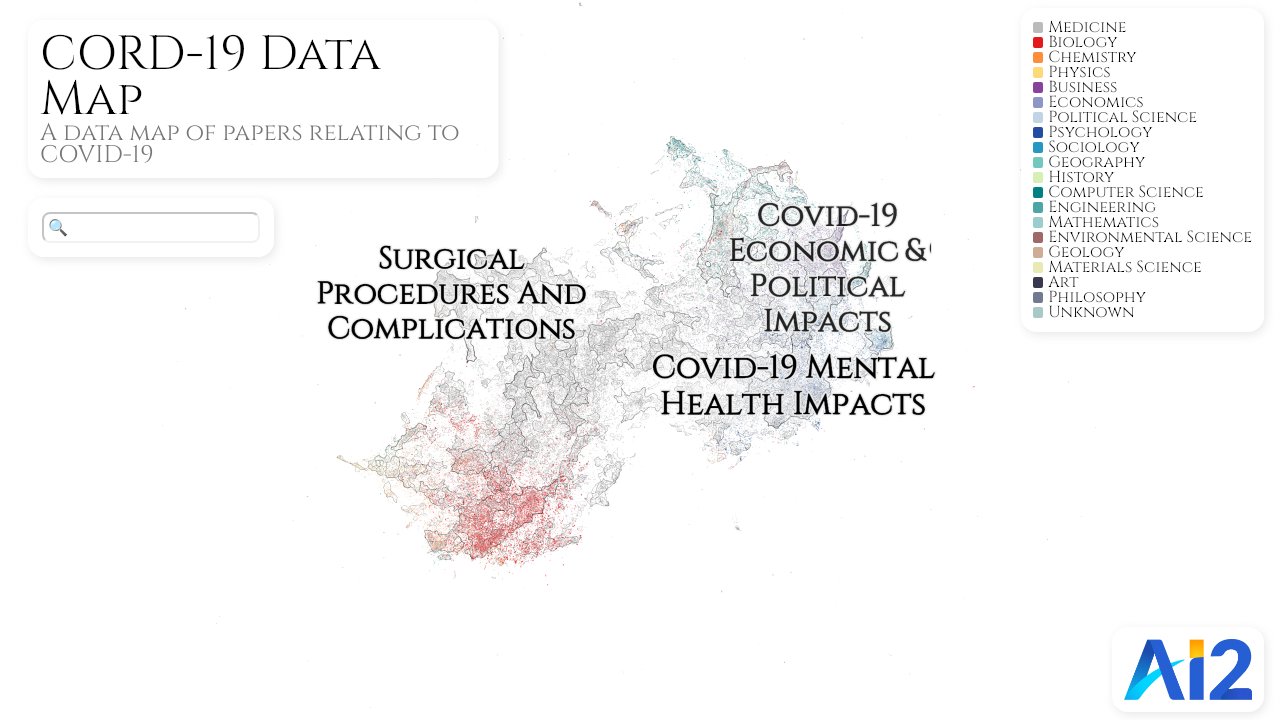 CORD-19 Data
Map
A data map of papers relating to
COVID-19
Surgical
Procedures And
Complications
Covid-19
Economic &
Political
Impacts
Covid-19 Mental
Health Impacts
Medicine
Biology
Chemistry
Physics
Business
Economics
Political Science
Psychology
Sociology
Geography
History
Computer Science
Engineering
Mathematics
Environmental Science
Geology
Materials Science
Art
Philosophy
Unknown
Ai2